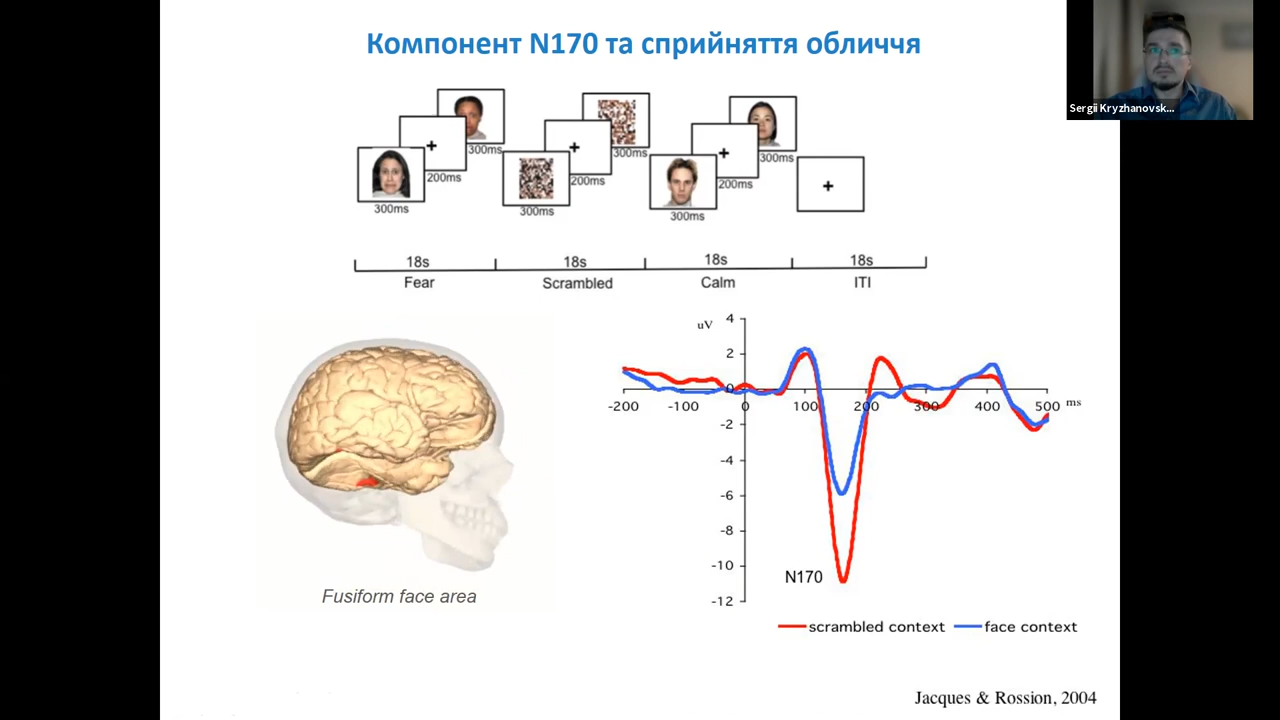 Компонент N170 та сприйняття обличчя
Sergii Kryzhanovsk...
300ms
200ms
300ms
300ms
200ms
300ms
300ms
200ms
300ms
18s
18s
18s
18s
Fear
Scrambled
Calm
ITI
Fusiform face area
uV
4
2
0
-2
-4
-6
-8
-10
-12
-200
-100
0
100
200
300
400
500
ms
N170
scrambled context
face context
Jacques & Rossion, 2004